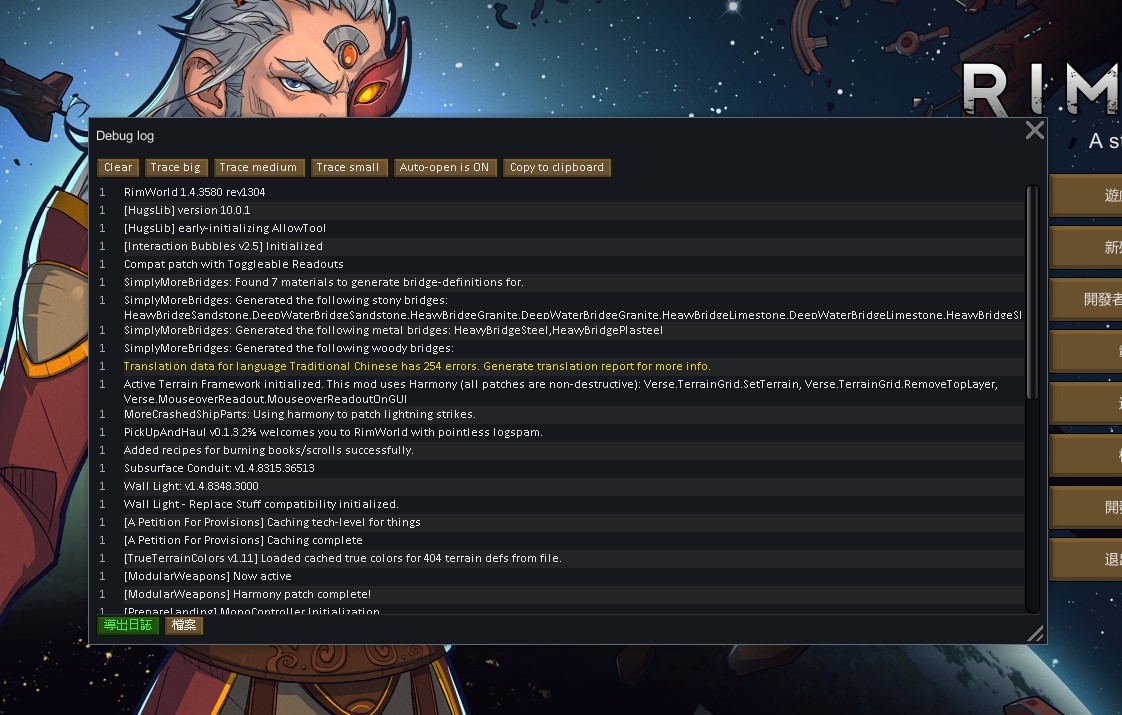 RIM
A st
Debug log
Clear Trace big Trace medium Trace small Auto-open is ON Copy to clipboard
1 RimWorld 1.4.3580 rev1304
1 [HugsLib] version 10.0.1
1 [HugsLib] early-initializing AllowTool
1 [Interaction Bubbles v2.5] Initialized
1 Compat patch with Toggleable Readouts
1 SimplyMoreBridges: Found 7 materials to generate bridge-definitions for.
1 SimplyMoreBridges: Generated the following stony bridges:
HeavyBridgeSandstone,DeepWaterBridgeSandstone,HeavyBridgeGranite,DeepWaterBridgeGranite,HeavyBridgeLimestone,DeepWaterBridgeLimestone,HeavyBridgeSl
1 SimplyMoreBridges: Generated the following metal bridges: HeavyBridgeSteel,HeavyBridgePlasteel
1 SimplyMoreBridges: Generated the following woody bridges:
1 Translation data for language Traditional Chinese has 254 errors. Generate translation report for more info.
1 Active Terrain Framework initialized. This mod uses Harmony (all patches are non-destructive): Verse.TerrainGrid.SetTerrain, Verse.TerrainGrid.RemoveTopLayer,
Verse.MouseoverReadout.MouseoverReadoutOnGUI
1 MoreCrashedShipParts: Using harmony to patch lightning strikes.
1 PickUpAndHaul v0.1.3.2¾ welcomes you to RimWorld with pointless logspam.
1 Added recipes for burning books/scrolls successfully.
1 Subsurface Conduit: v1.4.8315.36513
1 Wall Light: v1.4.8348.3000
1 Wall Light - Replace Stuff compatibility initialized.
1 [A Petition For Provisions] Caching tech-level for things
1 [A Petition For Provisions] Caching complete
1 [TrueTerrainColors v1.11] Loaded cached true colors for 404 terrain defs from file.
1 [ModularWeapons] Now active
1 [ModularWeapons] Harmony patch complete!
1 [PrepareLanding] MonoController Initialization
導出日誌 檔案
遊
新
開發者
開
退